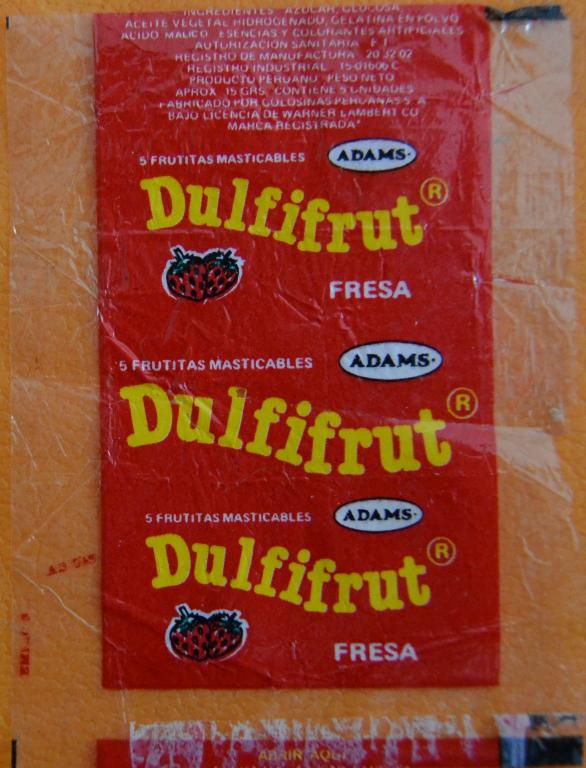 INGREDIENTES AZUCAR, GLUCOSA,
ACEITE VEGETAL HIDROGENADO, GELATINA EN POLVO
ACIDO MALICO ESENCIAS Y COLORANTES ARTIFICIALES
AUTORIZACION SANITARIA
REGISTRO DE MANUFACTURA 20 32 02
REGISTRO INDUSTRIAL 15-01606 C
PRODUCTO PERUANO PESO NETO
APROX 15 GRS. CONTIENE 5 UNIDADES
FABRICADO POR GOLOSINAS PERUANAS S A
BAJO LICENCIA DE WARNER LAMBERT CO
MARCA REGISTRADA*
5 FRUTITAS MASTICABLES ADAMS
Dulfifrut ®
FRESA
5 FRUTITAS MASTICABLES ADAMS
Dulfifrut ®
5 FRUTITAS MASTICABLES ADAMS
Dulfifrut ®
FRESA
ABRIR AQUI